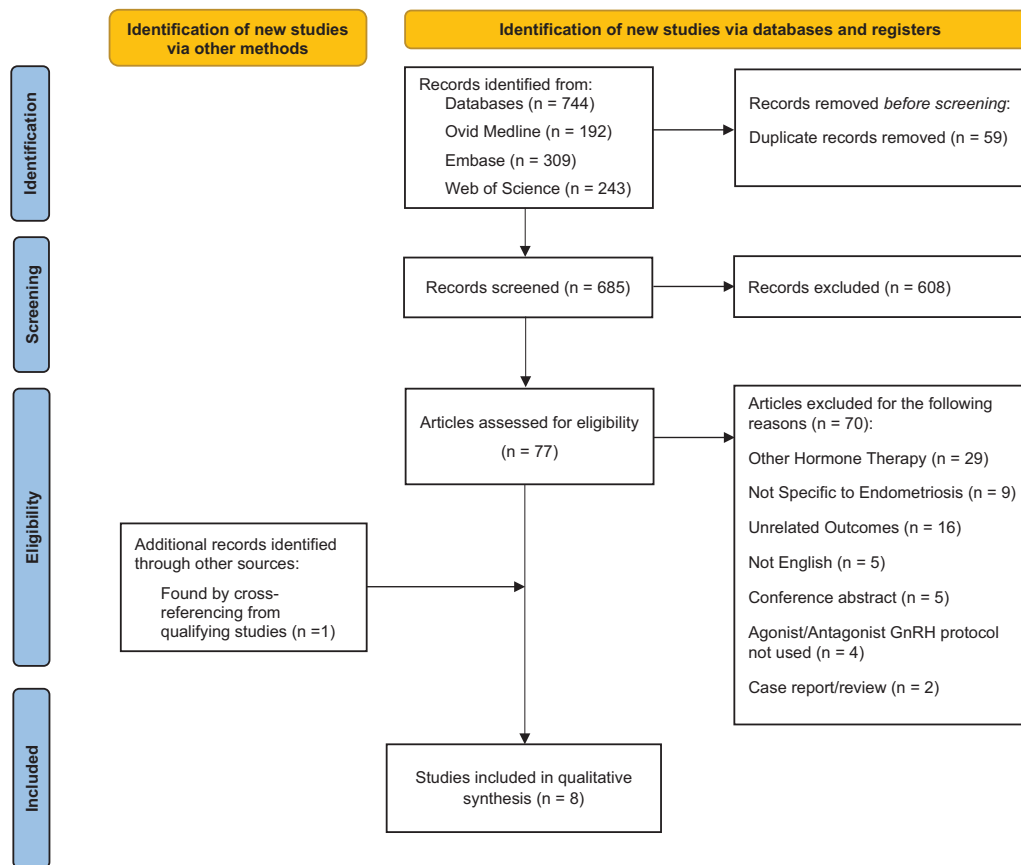 Identification of new studies
via other methods
Identification of new studies via databases and registers
Identification
Records identified from:
Databases (n = 744)
Ovid Medline (n = 192)
Embase (n = 309)
Web of Science (n = 243)
Records removed before screening:
Duplicate records removed (n = 59)
Screening
Records screened (n = 685)
Records excluded (n = 608)
Eligibility
Articles assessed for eligibility
(n = 77)
Articles excluded for the following
reasons (n = 70):
Other Hormone Therapy (n = 29)
Not Specific to Endometriosis (n = 9)
Unrelated Outcomes (n = 16)
Not English (n = 5)
Conference abstract (n = 5)
Agonist/Antagonist GnRH protocol
not used (n = 4)
Case report/review (n = 2)
Additional records identified
through other sources:
Found by cross-
referencing from
qualifying studies (n =1)
Included
Studies included in qualitative
synthesis (n = 8)